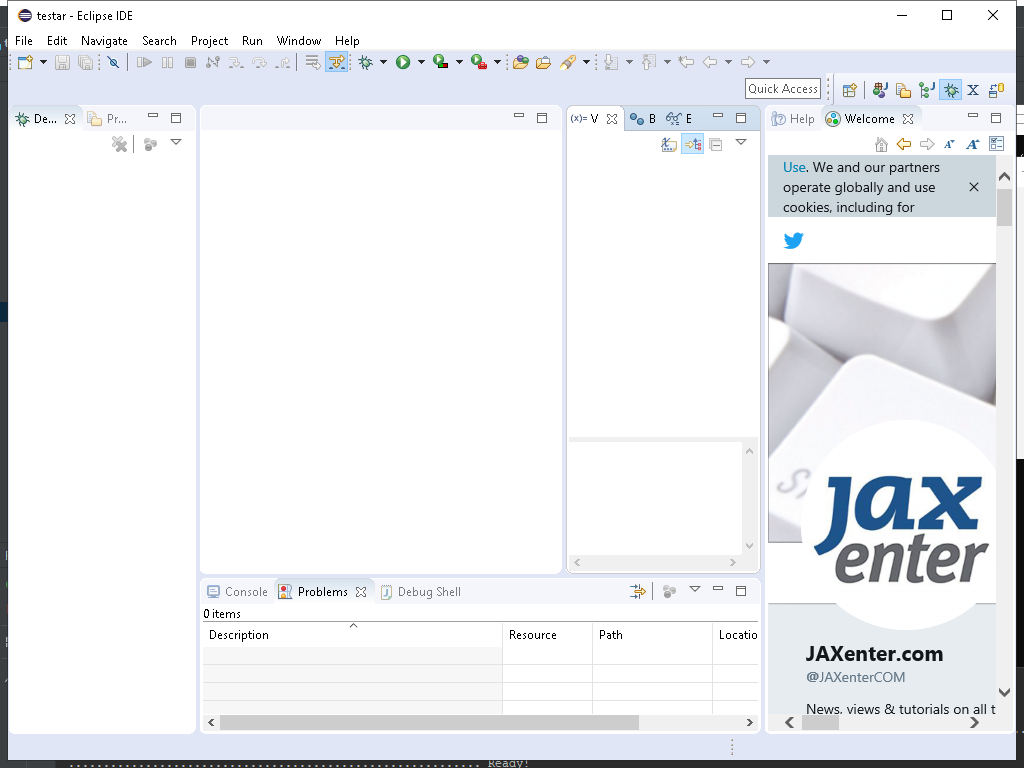 testar - Eclipse IDE
File Edit Navigate Search Project Run Window Help
Quick Access
De... Pr...
(x)= V B E
Help Welcome
Use. We and our partners
operate globally and use
cookies, including for
Jax
enter
JAXenter.com
@JAXenterCOM
News, views & tutorials on all t
Console Problems Debug Shell
0 items
Description Resource Path Locatio
Ready!